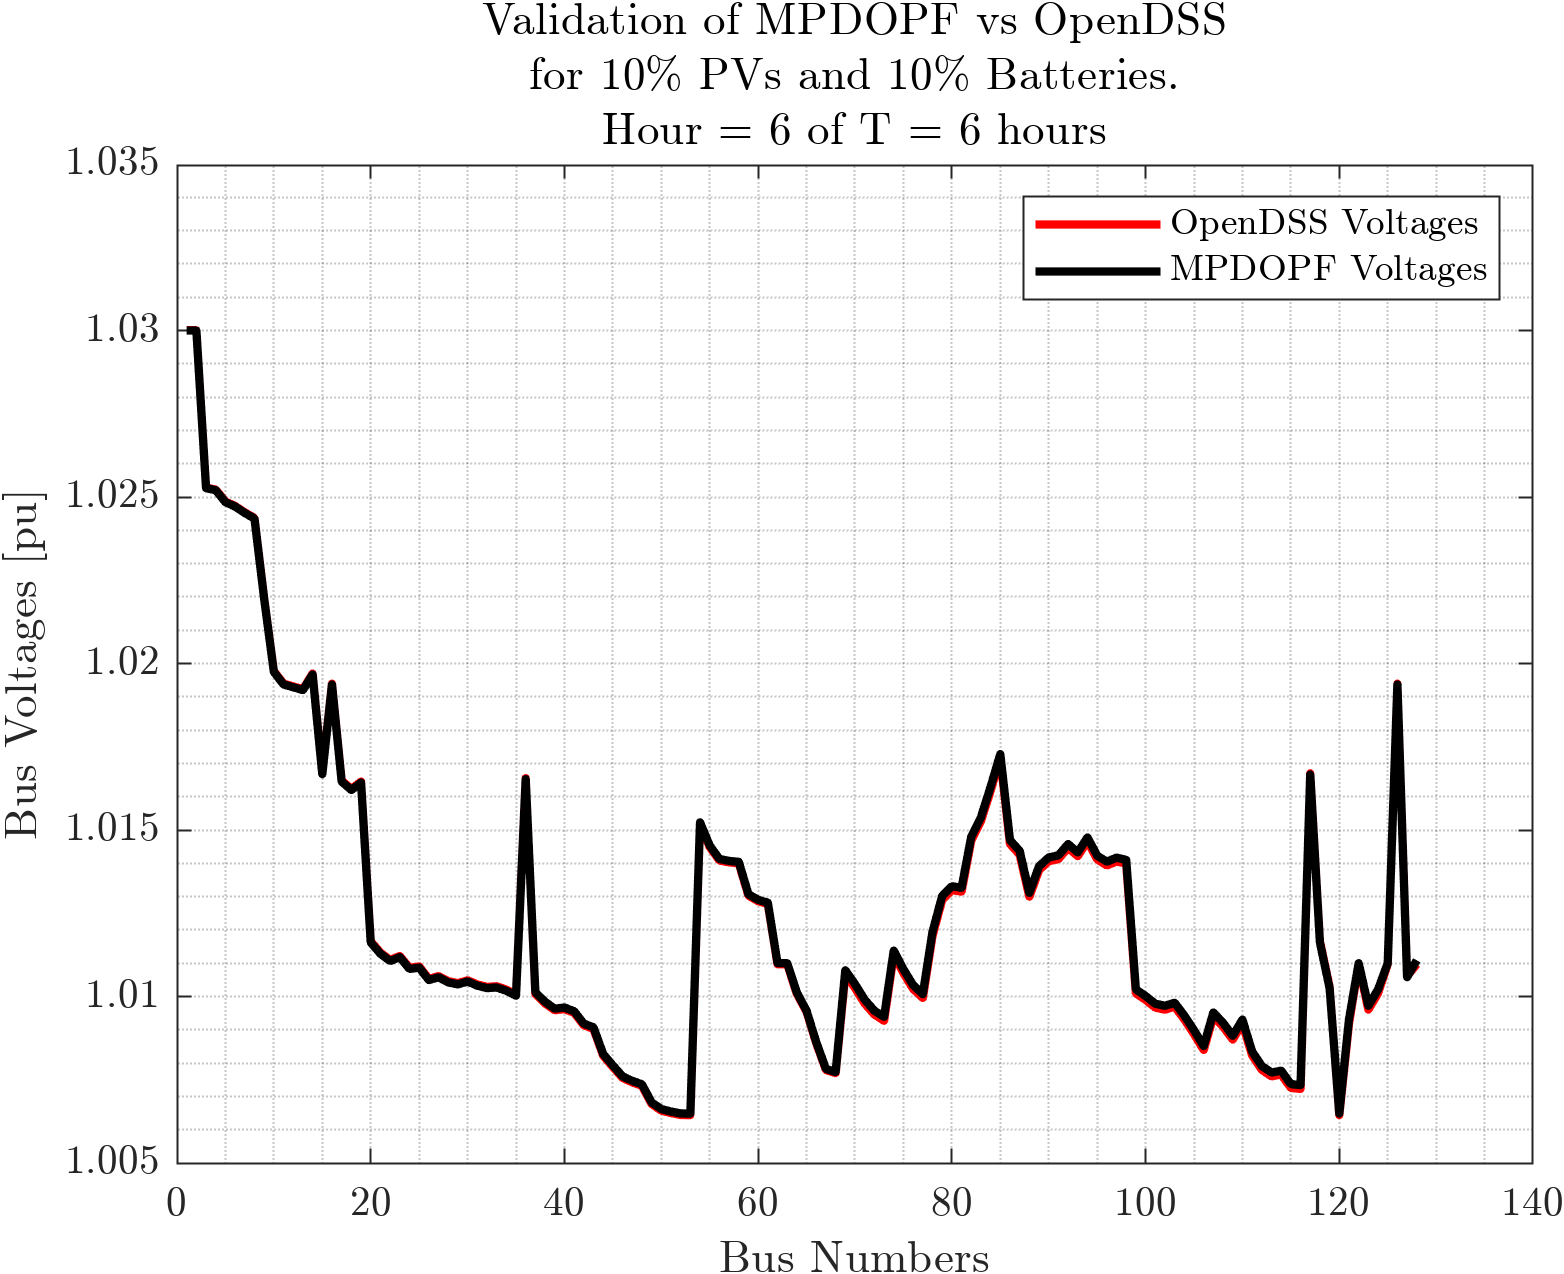 Validation of MPDOPF vs OpenDSS
for 10% PVs and 10% Batteries.
Hour = 6 of T = 6 hours
OpenDSS Voltages
MPDOPF Voltages
Bus Voltages [pu]
1.035
1.03
1.025
1.02
1.015
1.01
1.005
0 20 40 60 80 100 120 140
Bus Numbers